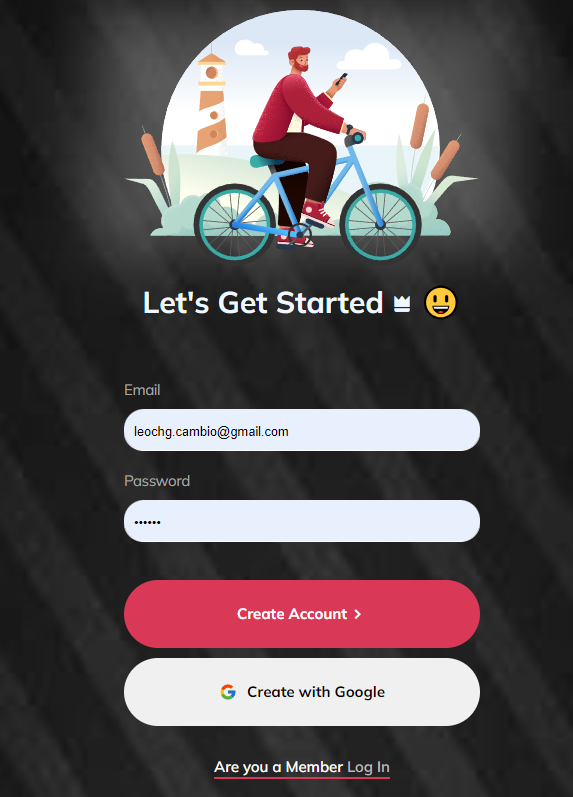 Let's Get Started
Email
leochg.cambio@gmail.com
Password
••••••
Create Account
Create with Google
Are you a Member Log In